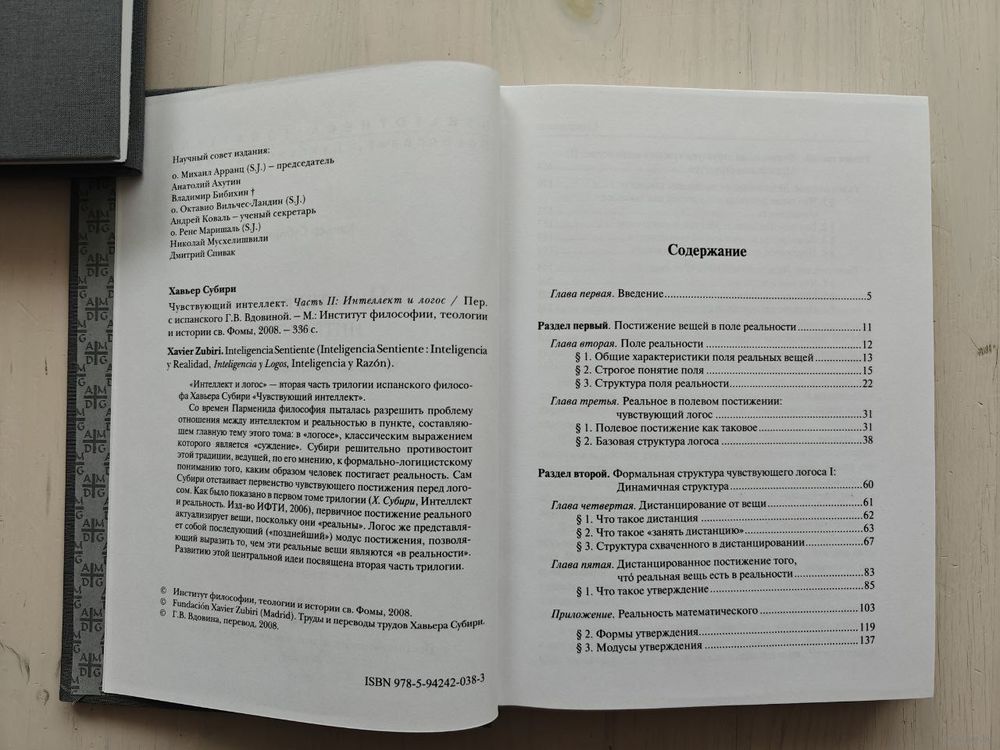 Научный совет издания:
о. Михаил Арранц (S.J.) – председатель
Анатолий Ахутин
Владимир Бибихин †
о. Октавио Вильчес-Ландин (S.J.)
Андрей Коваль – ученый секретарь
о. Рене Маришаль (S.J.)
Николай Мусхелишвили
Дмитрий Спивак
Хавьер Субири
Чувствующий интеллект. Часть II: Интеллект и логос / Пер.
с испанского Г.В. Вдовиной. – М.: Институт философии, теологии
и истории св. Фомы, 2008. – 336 с.
Xavier Zubiri. Inteligencia Sentiente (Inteligencia Sentiente : Inteligencia
y Realidad, Inteligencia y Logos, Inteligencia y Razón).
«Интеллект и логос» — вторая часть трилогии испанского филосо-
фа Хавьера Субири «Чувствующий интеллект».
Со времен Парменида философия пыталась разрешить проблему
отношения между интеллектом и реальностью в пункте, составляю-
щем главную тему этого тома: в «логосе», классическим выражением
которого является «суждение». Субири решительно противостоит
этой традиции, ведущей, по его мнению, к формально-логицистскому
пониманию того, каким образом человек постигает реальность. Сам
Субири отстаивает первенство чувствующего постижения перед лого-
сом. Как было показано в первом томе трилогии (Х. Субири, Интеллект
и реальность. Изд-во ИФТИ, 2006), первичное постижение реального
актуализирует вещи, поскольку они «реальны». Логос же представля-
ет собой последующий («позднейший») модус постижения, позволя-
ющий выразить то, чем эти реальные вещи являются «в реальности».
Развитию этой центральной идеи посвящена вторая часть трилогии.
© Институт философии, теологии и истории св. Фомы, 2008.
© Fundación Xavier Zubiri (Madrid). Труды и переводы трудов Хавьера Субири.
© Г.В. Вдовина, перевод, 2008.
ISBN 978-5-94242-038-3
Содержание
Глава первая. Введение 5
Раздел первый. Постижение вещей в поле реальности 11
Глава вторая. Поле реальности 12
§ 1. Общие характеристики поля реальных вещей 13
§ 2. Строгое понятие поля 15
§ 3. Структура поля реальности 22
Глава третья. Реальное в полевом постижении:
чувствующий логос 31
§ 1. Полевое постижение как таковое 31
§ 2. Базовая структура логоса 38
Раздел второй. Формальная структура чувствующего логоса I:
Динамичная структура 60
Глава четвертая. Дистанцирование от вещи 61
§ 1. Что такое дистанция 62
§ 2. Что такое «занять дистанцию» 63
§ 3. Структура схваченного в дистанцировании 67
Глава пятая. Дистанцированное постижение того,
что́ реальная вещь есть в реальности 83
§ 1. Что такое утверждение 85
Приложение. Реальность математического 103
§ 2. Формы утверждения 119
§ 3. Модусы утверждения 137